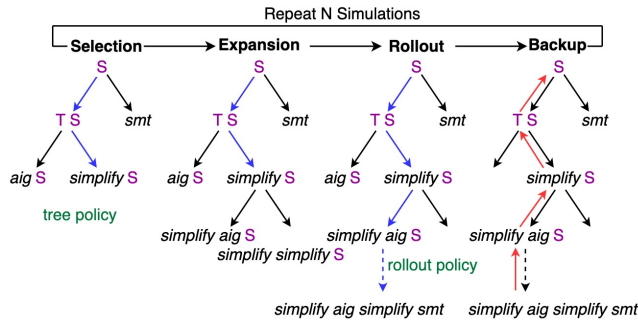 Repeat N Simulations
Selection Expansion Rollout Backup
S S S S
T S smt T S smt T S smt T S smt
aig S simplify S aig S simplify S aig S simplify S simplify S
tree policy
simplify aig S simplify aig S simplify aig S
simplify simplify S
rollout policy
simplify aig simplify smt simplify aig simplify smt